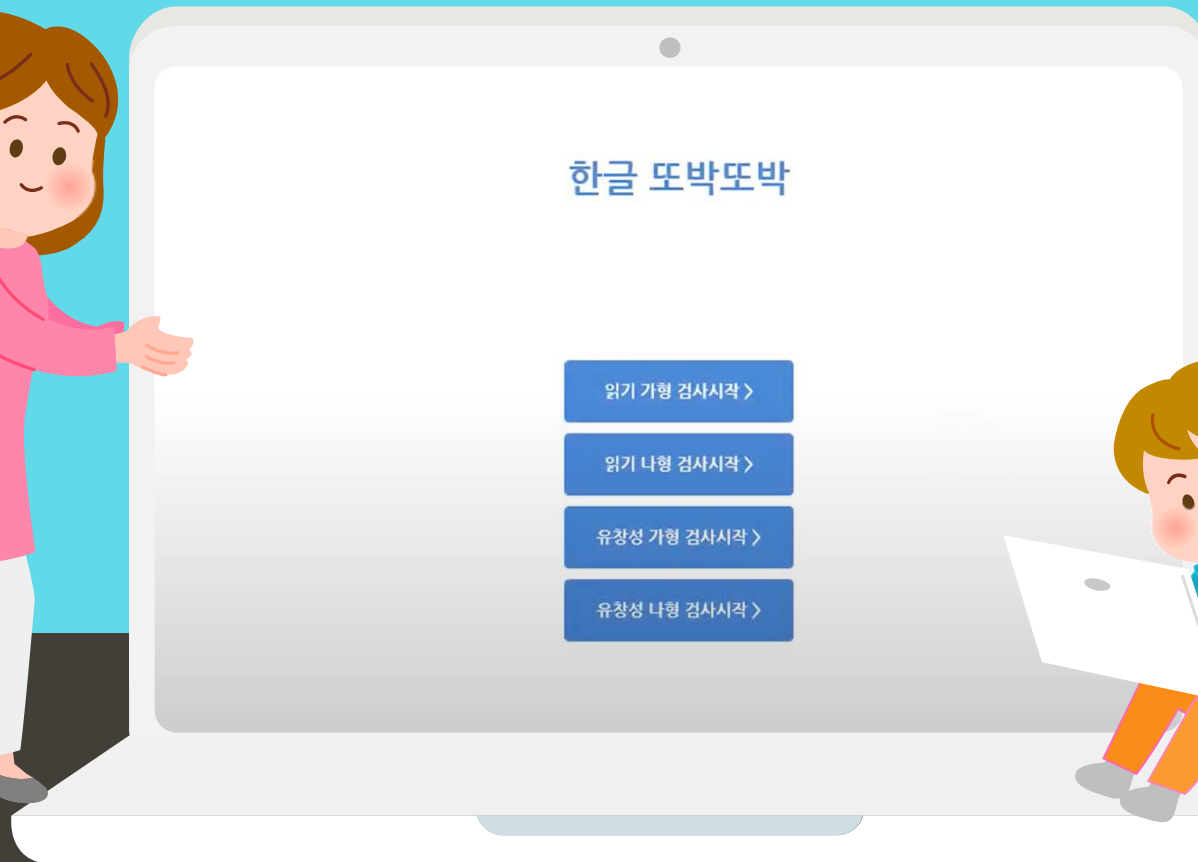 한글 또박또박
읽기 가형 검사시작 >
읽기 나형 검사시작 >
유창성 가형 검사시작 >
유창성 나형 검사시작 >